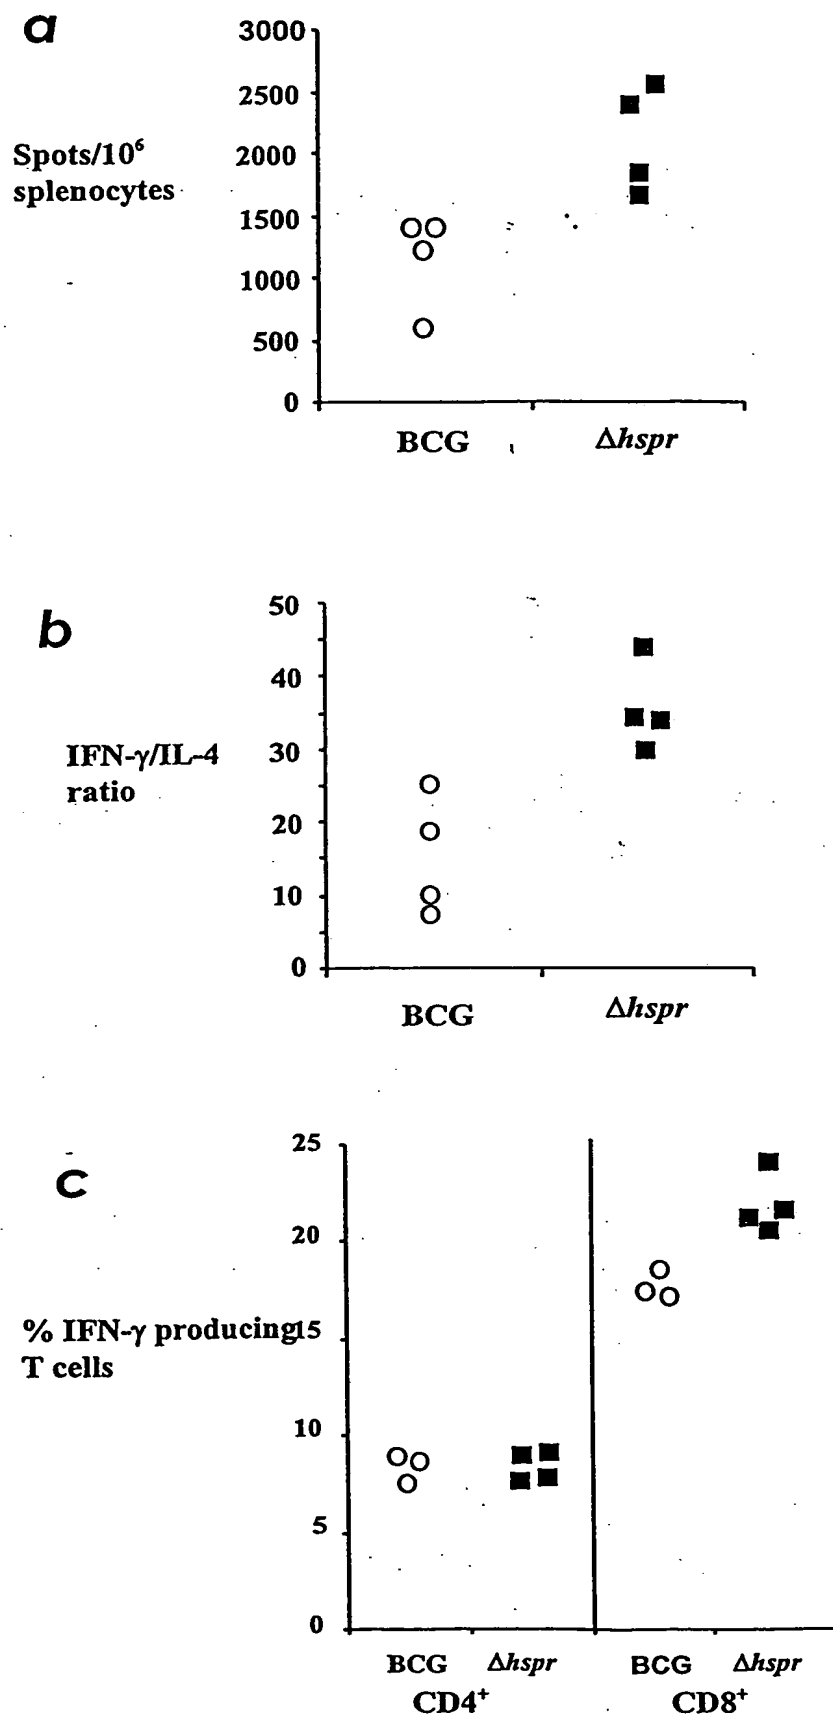 a
3000
2500
2000
1500
1000
500
0
Spots/10⁶
splenocytes
BCG
Δhspr
b
50
40
30
20
10
0
IFN-γ/IL-4
ratio
BCG
Δhspr
c
25
20
15
10
5
0
% IFN-γ producing
T cells
BCG Δhspr BCG Δhspr
CD4⁺ CD8⁺